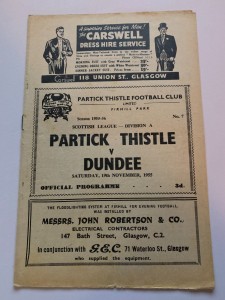 A Superior Service for Men!
The CARSWELL
DRESS HIRE SERVICE
Carswell
118 UNION ST. GLASGOW
PARTICK THISTLE FOOTBALL CLUB
LIMITED
FIRHILL PARK
Season 1955-56
No. 7
SCOTTISH LEAGUE — DIVISION A
PARTICK THISTLE
V
DUNDEE
SATURDAY, 19th NOVEMBER, 1955
OFFICIAL PROGRAMME
3d.
THE FLOODLIGHTING SYSTEM AT FIRHILL FOR EVENING FOOTBALL
WAS INSTALLED BY
MESSRS. JOHN ROBERTSON & CO.,
ELECTRICAL CONTRACTORS
147 Bath Street, Glasgow, C.2
In conjunction with G.E.C. 71 Waterloo St., Glasgow
who supplied the equipment.